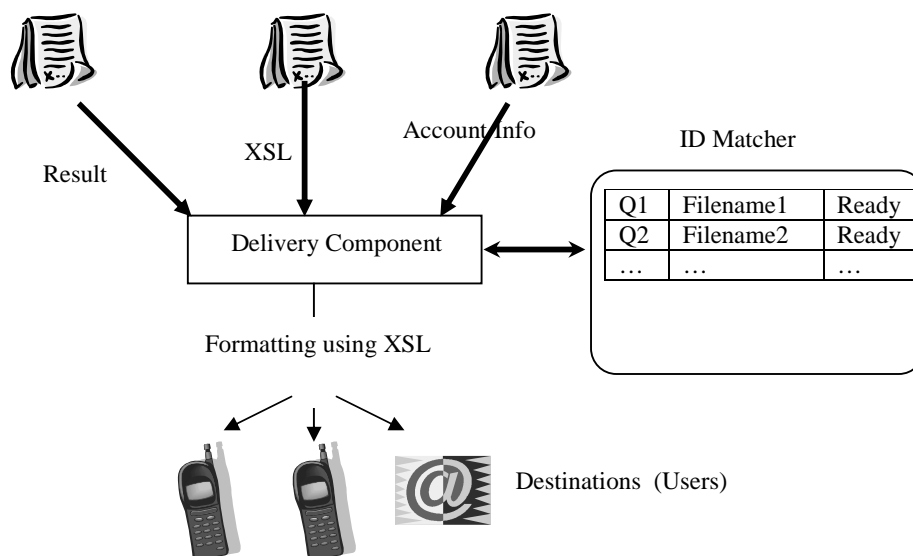 Account Info
XSL
ID Matcher
Result
Q1 Filename1 Ready
Q2 Filename2 Ready
… … …
Delivery Component
Formatting using XSL
Destinations (Users)